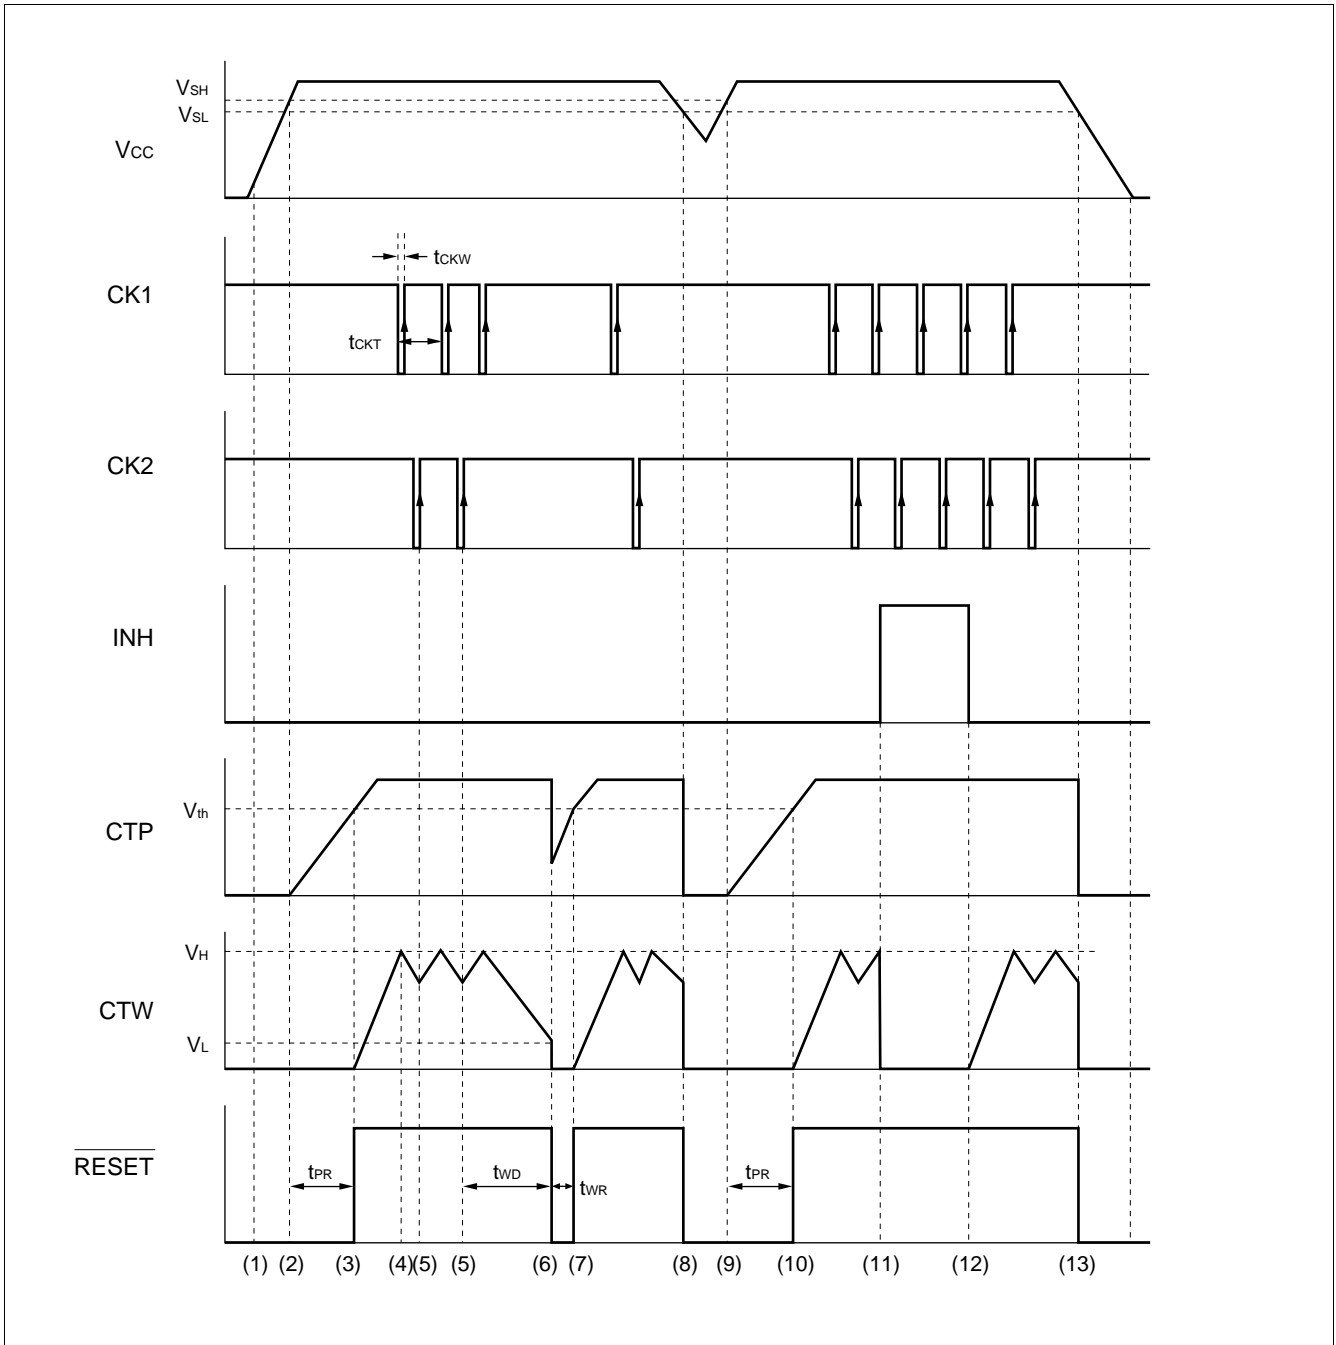 VSH
VSL
VCC
tCKW
CK1
tCKT
CK2
INH
Vth
CTP
VH
CTW
VL
RESET
tPR tWD tWR tPR
(1) (2) (3) (4) (5) (5) (6) (7) (8) (9) (10) (11) (12) (13)